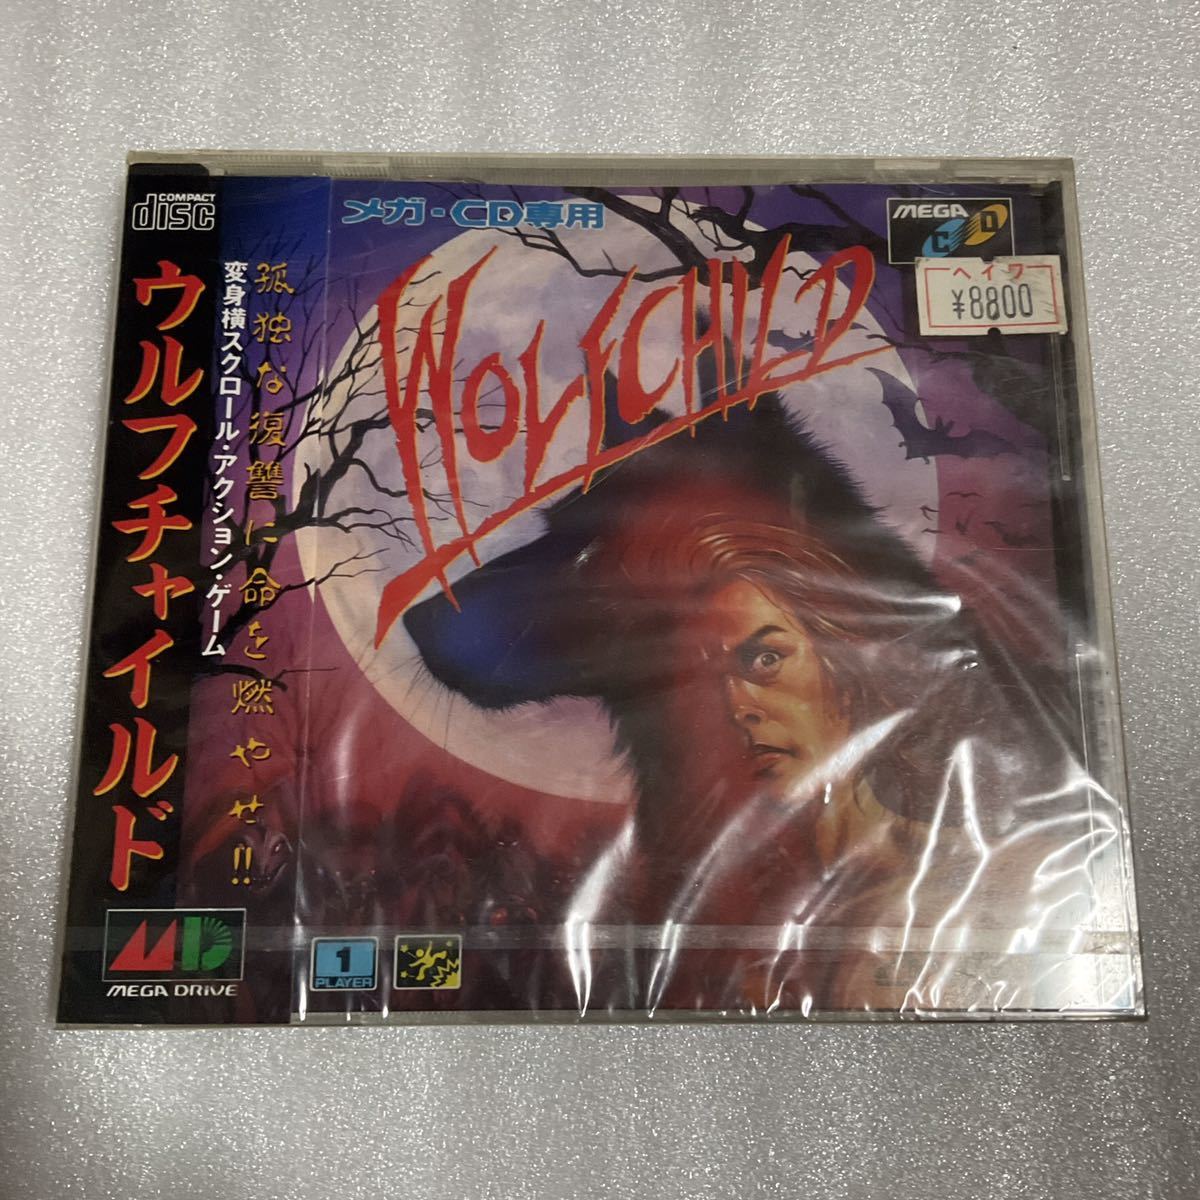 COMPACT
disc
ウルフチャイルド
変身横スクロール・アクション・ゲーム
孤独な復讐に命を燃やせ!!
MEGA DRIVE
メガ-CD専用
WOLFCHILD
MEGA
CD
ヘイワ
¥8800
1
PLAYER